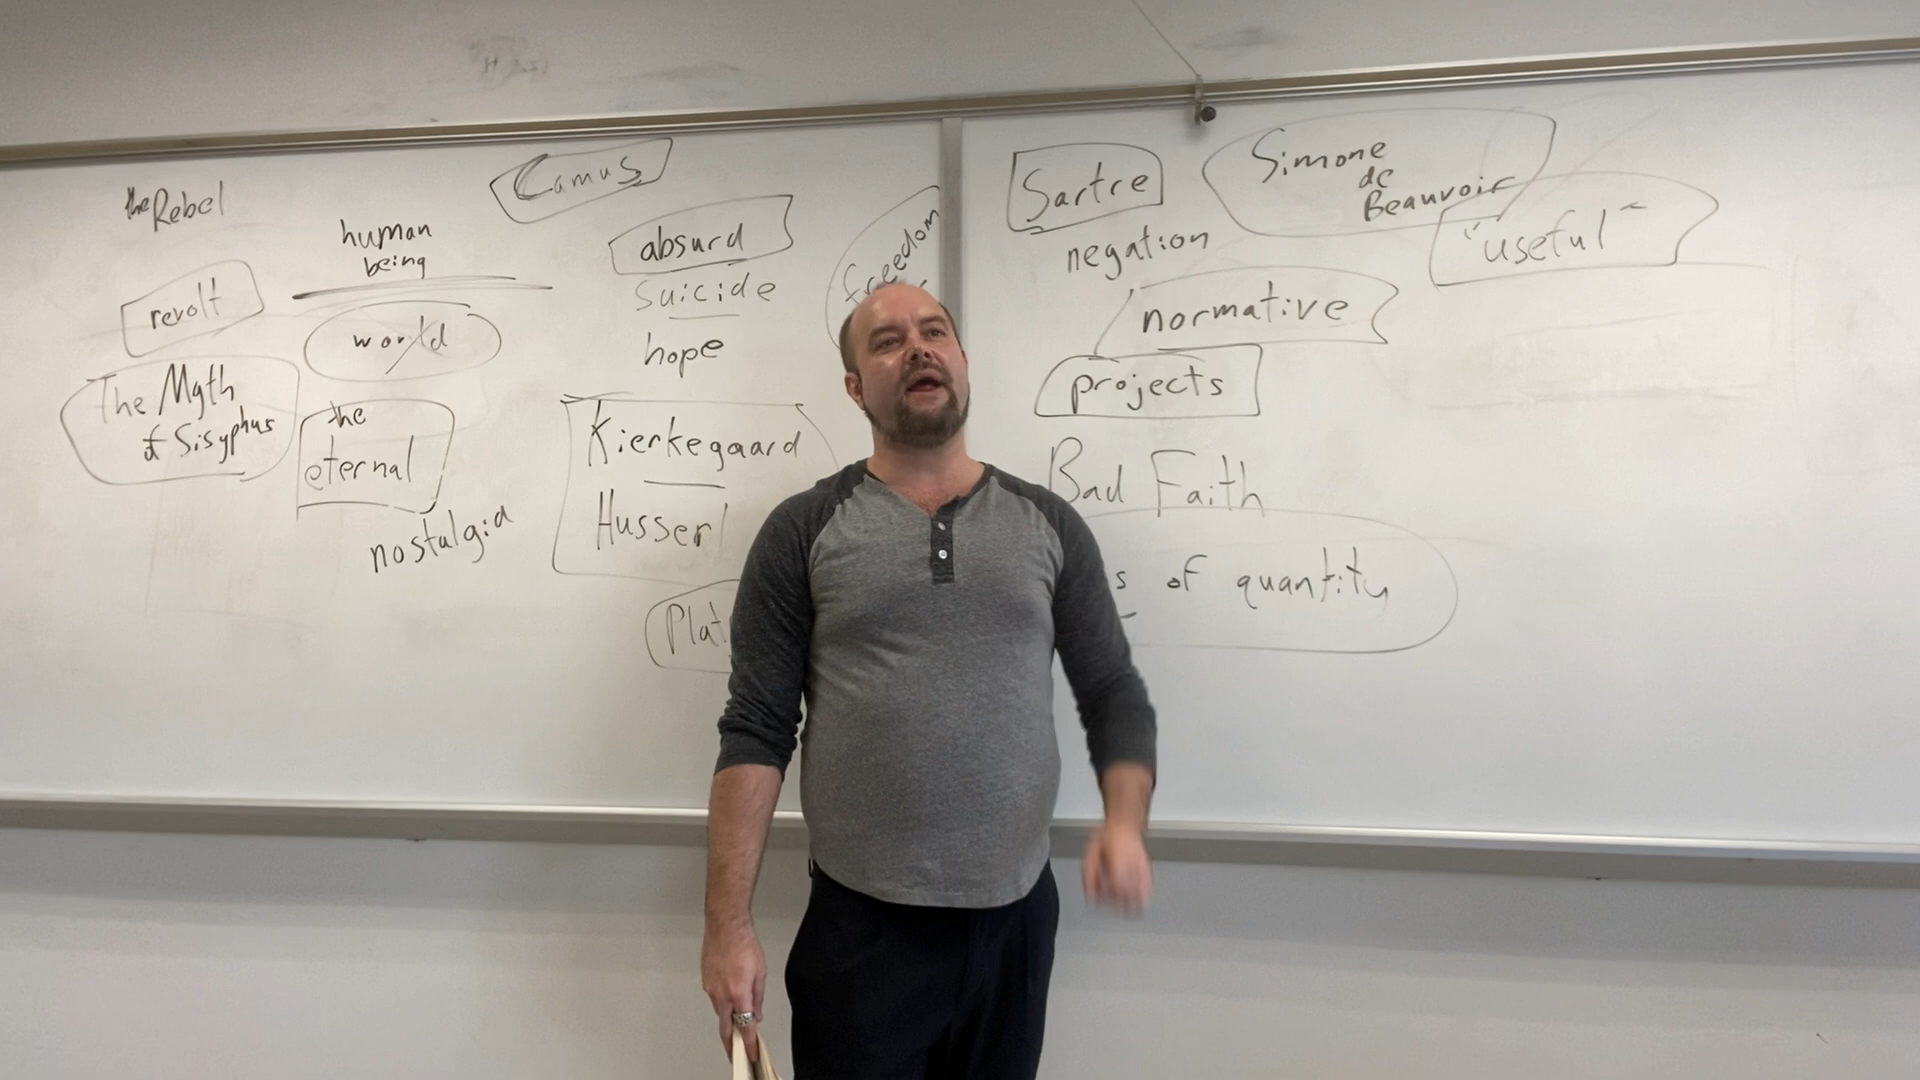 the Rebel
revolt
The Myth
of Sisyphus
human
being
world
the
eternal
nostalgia
Camus
absurd
suicide
hope
Kierkegaard
Husserl
freedom
Sartre
negation
normative
projects
Bad Faith
of quantity
Simone
de
Beauvoir
"useful"